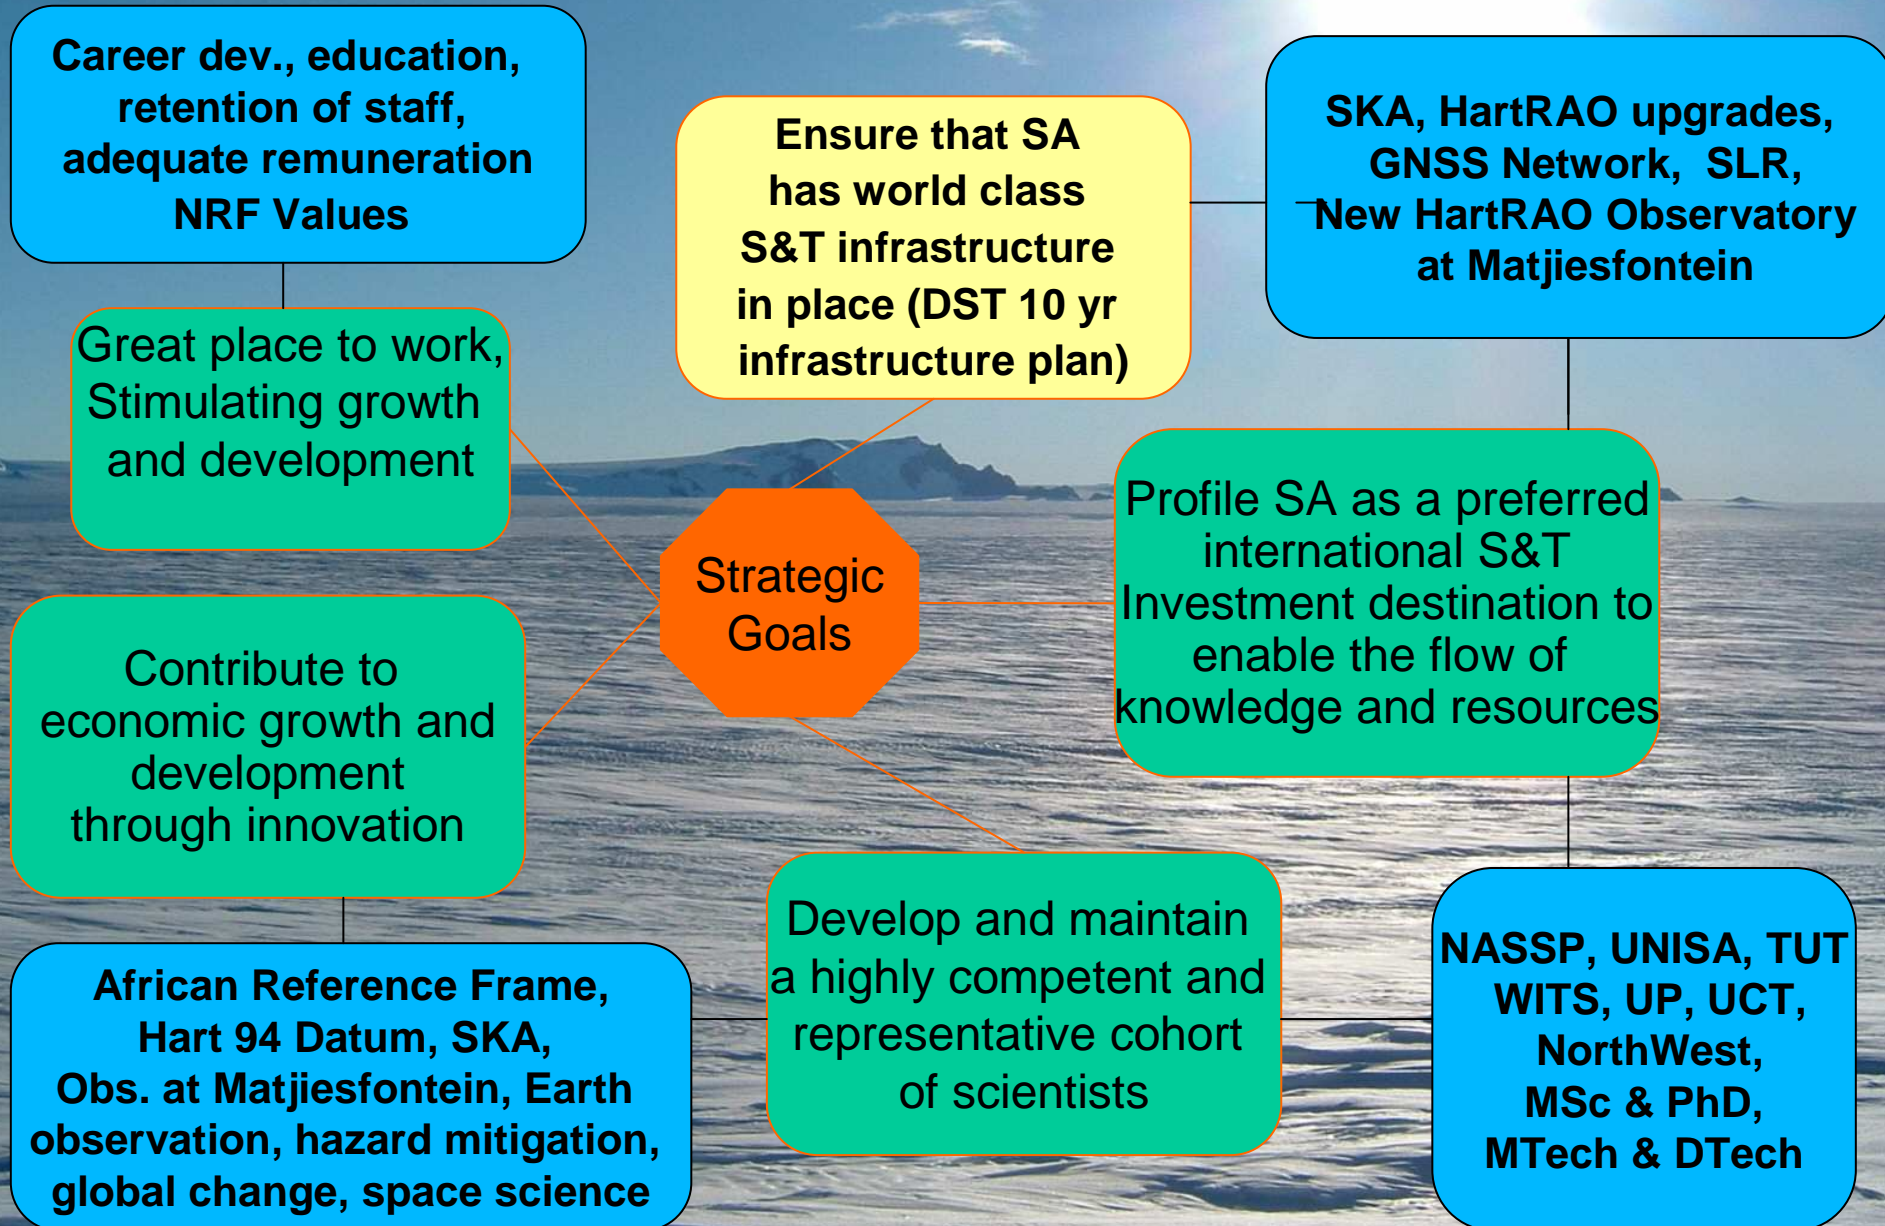 Career dev., education,
retention of staff,
adequate remuneration
NRF Values
Ensure that SA
has world class
S&T infrastructure
in place (DST 10 yr
infrastructure plan)
SKA, HartRAO upgrades,
GNSS Network, SLR,
New HartRAO Observatory
at Matjiesfontein
Great place to work,
Stimulating growth
and development
Strategic
Goals
Profile SA as a preferred
international S&T
Investment destination to
enable the flow of
knowledge and resources
Contribute to
economic growth and
development
through innovation
Develop and maintain
a highly competent and
representative cohort
of scientists
African Reference Frame,
Hart 94 Datum, SKA,
Obs. at Matjiesfontein, Earth
observation, hazard mitigation,
global change, space science
NASSP, UNISA, TUT
WITS, UP, UCT,
NorthWest,
MSc & PhD,
MTech & DTech